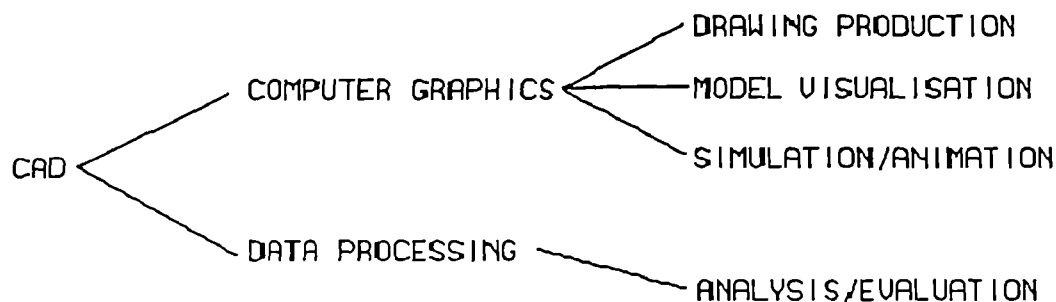 DRAWING PRODUCTION
COMPUTER GRAPHICS
MODEL VISUALISATION
CAD
SIMULATION/ANIMATION
DATA PROCESSING
ANALYSIS/EVALUATION